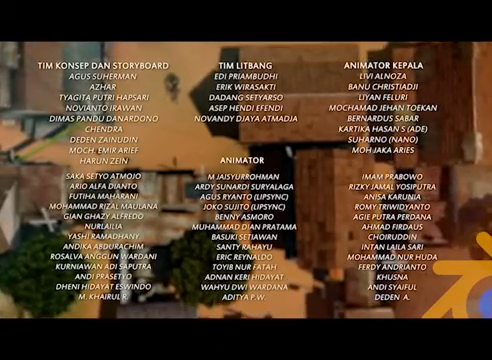 TIM KONSEP DAN STORYBOARD
AGUS SUHERMAN
AZHAR
TYAGITA PUTRI HAPSARI
NOVIANTO IRAWAN
DIMAS PANDU DANARDONO
CHENDRA
DEDEN ZAINUDIN
MOCH. EMIR ARIEF
HARUN ZEIN
TIM LITBANG
EDI PRIAMBUDHI
ERIK WIRASAKTI
DADANG SETYARSO
ASEP HENDI EFENDI
NOVANDY DJAYA ATMADJA
ANIMATOR KEPALA
LIVI ALNOZA
BANU CHRISTIADJI
LIYAN FELURI
MOCHAMAD JEHAN TOEKAN
BERNARDUS SABAR
KARTIKA HASAN S (ADE)
SUHARNO (NANO)
MOH JAKA ARIES
ANIMATOR
SAKA SETYO ATMOJO
ARIO ALFA DIANTO
FUTIHA MAHARANI
MOHAMMAD RIZAL MAULANA
GIAN GHAZY ALFREDO
NURLAILIA
YASHI RAMADHANY
ANDIKA ABDURACHIM
ROSALVA ANGGUN WARDANI
KURNIAWAN ADI SAPUTRA
ANDI PRASETYO
DHENI HIDAYAT ESWINDO
M. KHAIRUL R.
M JAISYURROHMAN
ARDY SUNARDI SURYALAGA
AGUS RYANTO (LIPSYNC)
JOKO SUJITO (LIPSYNC)
BENNY ASMORO
MUHAMMAD DIAN PRATAMA
BASUKI SETIAWAN
SANTY RAHAYU
ERIC REYNALDO
TOYIB NUR FATAH
ADNAN KERI HIDAYAT
WAHYU DWI WARDANA
ADITYA P.W.
IMAM PRABOWO
RIZKY JAMAL YOSIPUTRA
ANISA KARUNIA
ROMY TRIWIDYANTO
AGIE PUTRA PERDANA
AHMAD FIRDAUS
CHOIRUDDIN
INTAN LAILA SARI
MOHAMMAD NUR HUDA
FERDY ANDRIANTO
KHUSNA
ANDI SYAIFUL
DEDEN A.